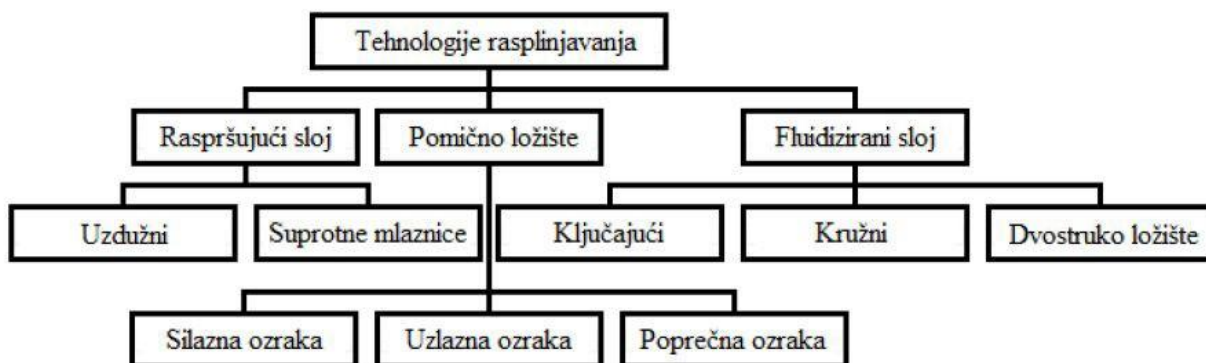 Tehnologije rasplinjavanja
Raspršujući sloj
Pomično ložište
Fluidizirani sloj
Uzdužni
Suprotne mlaznice
Ključajući
Kružni
Dvostruko ložište
Silazna ozraka
Uzlazna ozraka
Poprečna ozraka